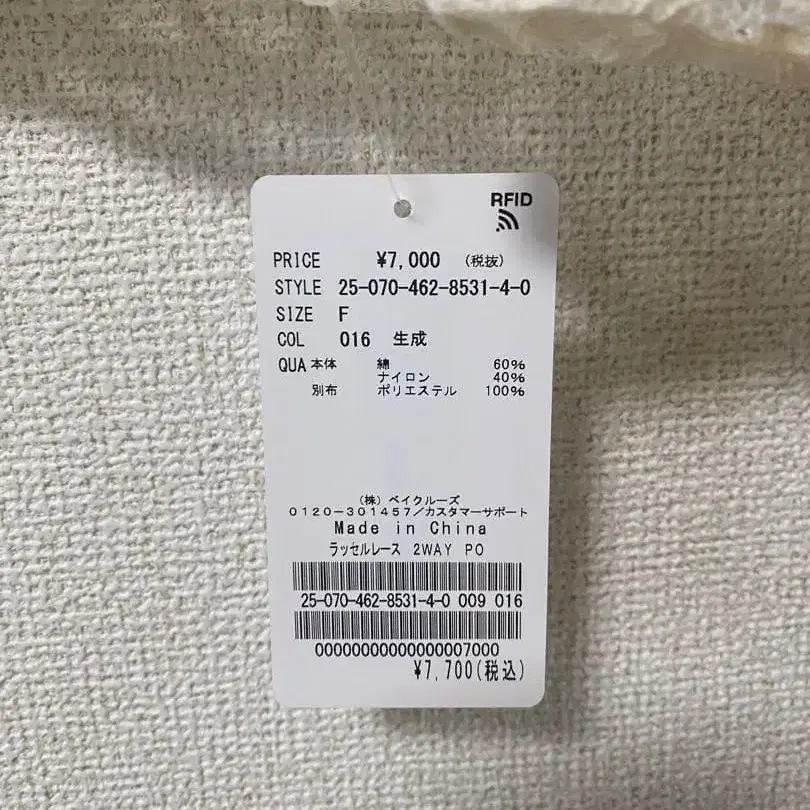 RFID
PRICE ¥7,000 (税抜)
STYLE 25-070-462-8531-4-0
SIZE F
COL 016 生成
QUA 本体 綿 60%
ナイロン 40%
別布 ポリエステル 100%
(株) ベイクルーズ
0120-301457/カスタマーサポート
Made in China
ラッセルレース 2WAY PO
25-070-462-8531-4-0 009 016
00000000000000007000
¥7,700(税込)